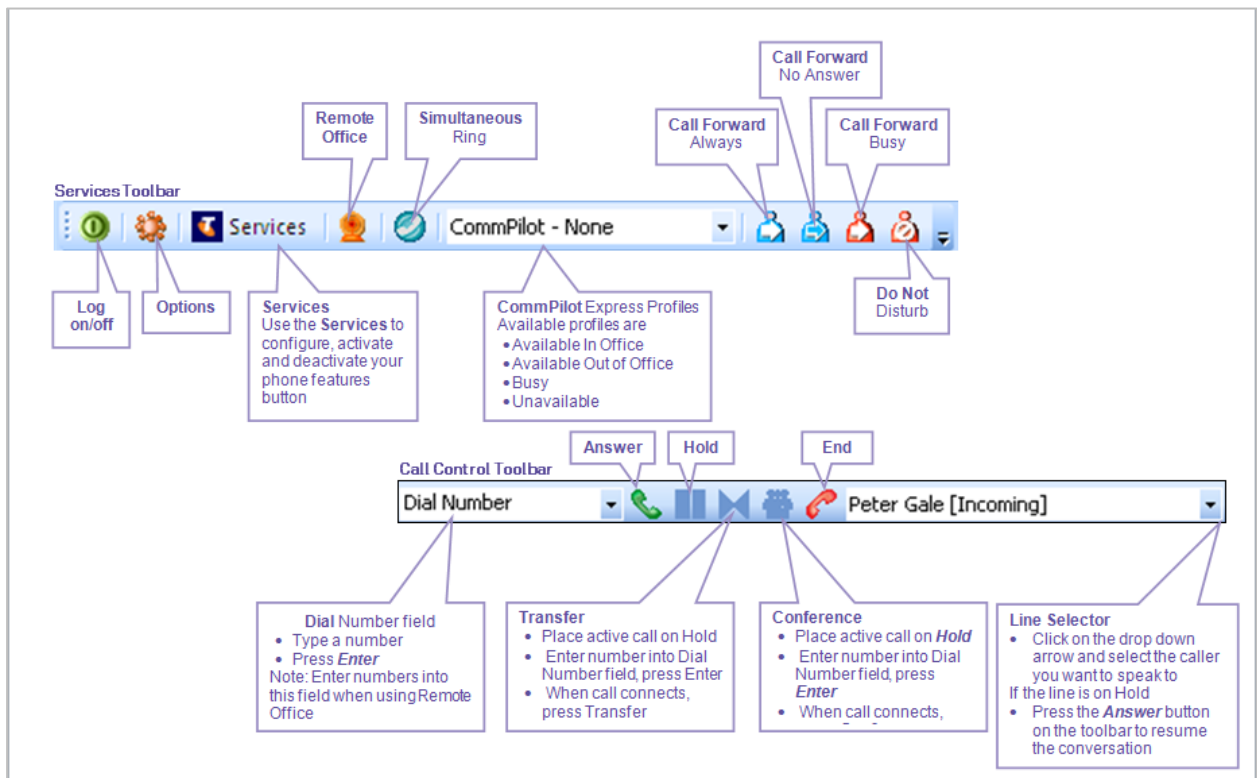 Call Forward
No Answer
Remote
Office
Simultaneous
Ring
Call Forward
Always
Call Forward
Busy
Services Toolbar
Services
CommPilot - None
Log
on/off
Options
Services
Use the Services to
configure, activate
and deactivate your
phone features
button
CommPilot Express Profiles
Available profiles are
• Available In Office
• Available Out of Office
• Busy
• Unavailable
Do Not
Disturb
Answer
Hold
End
Call Control Toolbar
Dial Number
Peter Gale [Incoming]
Dial Number field
• Type a number
• Press Enter
Note: Enter numbers into
this field when using Remote
Office
Transfer
• Place active call on Hold
• Enter number into Dial
Number field, press Enter
• When call connects,
press Transfer
Conference
• Place active call on Hold
• Enter number into Dial
Number field, press
Enter
• When call connects,
Line Selector
• Click on the drop down
arrow and select the caller
you want to speak to
If the line is on Hold
• Press the Answer button
on the toolbar to resume
the conversation